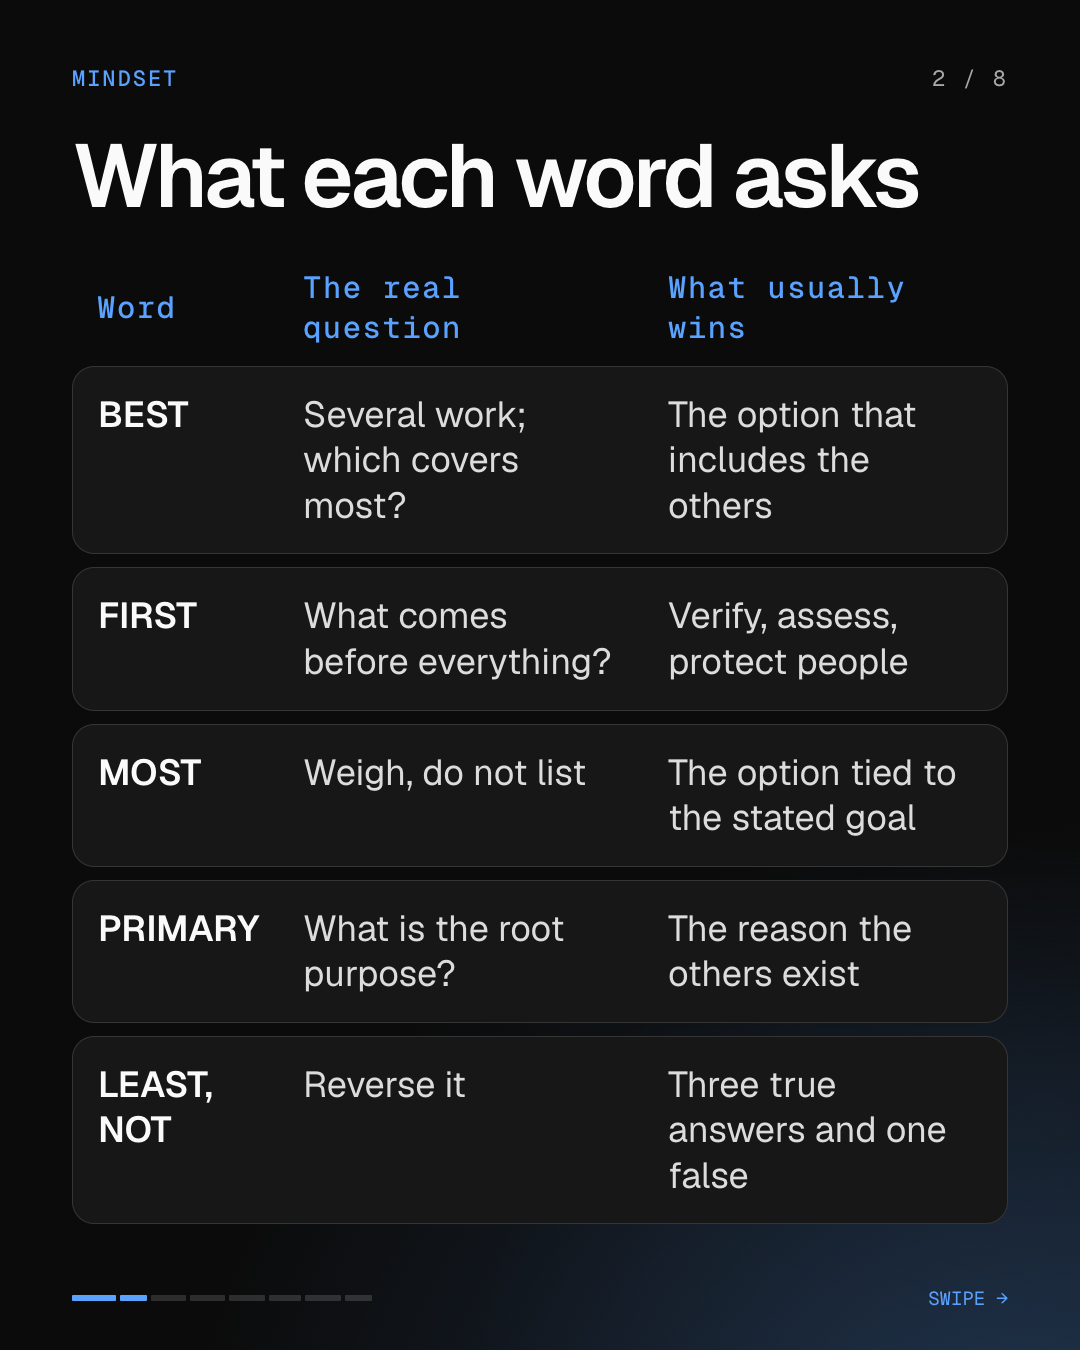 MINDSET
2 / 8
What each word asks
Word
The real
question
What usually
wins
BEST
Several work;
which covers
most?
The option that
includes the
others
FIRST
What comes
before everything?
Verify, assess,
protect people
MOST
Weigh, do not list
The option tied to
the stated goal
PRIMARY
What is the root
purpose?
The reason the
others exist
LEAST,
NOT
Reverse it
Three true
answers and one
false
SWIPE →